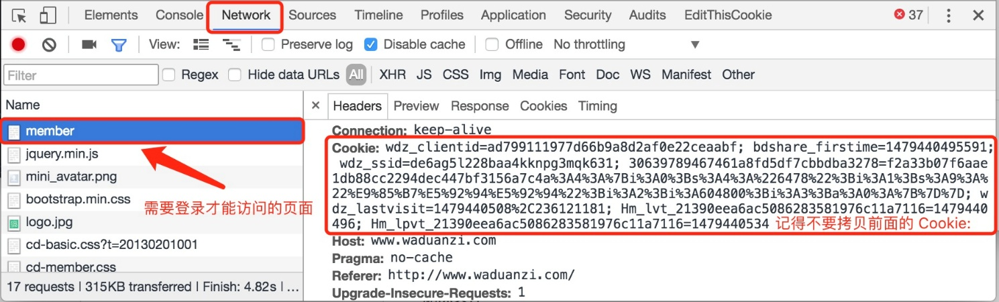 Elements Console Network Sources Timeline Profiles Application Security Audits EditThisCookie 37
View: Preserve log Disable cache Offline No throttling
Filter Regex Hide data URLs All XHR JS CSS Img Media Font Doc WS Manifest Other
Name
member
jquery.min.js
mini_avatar.png
bootstrap.min.css
需要登录才能访问的页面
logo.jpg
cd-basic.css?t=20130201001
cd-member.css
17 requests | 315KB transferred | Finish: 4.82s | ...
Headers Preview Response Cookies Timing
Connection: keep-alive
Cookie: wdz_clientid=ad799111977d66b9a8d2af0e22ceaabf; bdshare_firstime=1479440495591;
wdz_ssid=de6ag5l228baa4kknpg3mqk631; 30639789467461a8fd5df7cbbdba3278=f2a33b07f6aae
1db88cc2294dec447bf3156a7c4a%3A4%3A%7Bi%3A0%3Bs%3A4%3A%226478%22%3Bi%3A1%3Bs%3A9%3A%
22%E9%85%B7%E5%92%94%E5%92%94%22%3Bi%3A2%3Bi%3A604800%3Bi%3A3%3Ba%3A0%3A%7B%7D%7D; w
dz_lastvisit=1479440508%2C236121181; Hm_lvt_21390eea6ac5086283581976c11a7116=1479440
496; Hm_lpvt_21390eea6ac5086283581976c11a7116=1479440534 记得不要拷贝前面的 Cookie:
Host: www.waduanzi.com
Pragma: no-cache
Referer: http://www.waduanzi.com/
Upgrade-Insecure-Requests: 1